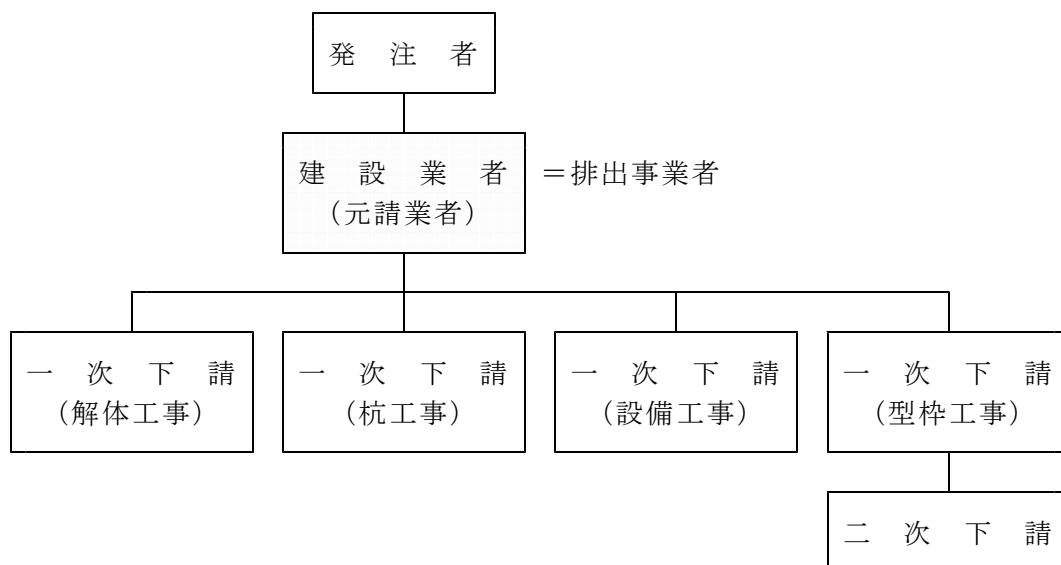 発注者
建設業者
(元請業者)
＝排出事業者
一次下請
(解体工事)
一次下請
(杭工事)
一次下請
(設備工事)
一次下請
(型枠工事)
二次下請